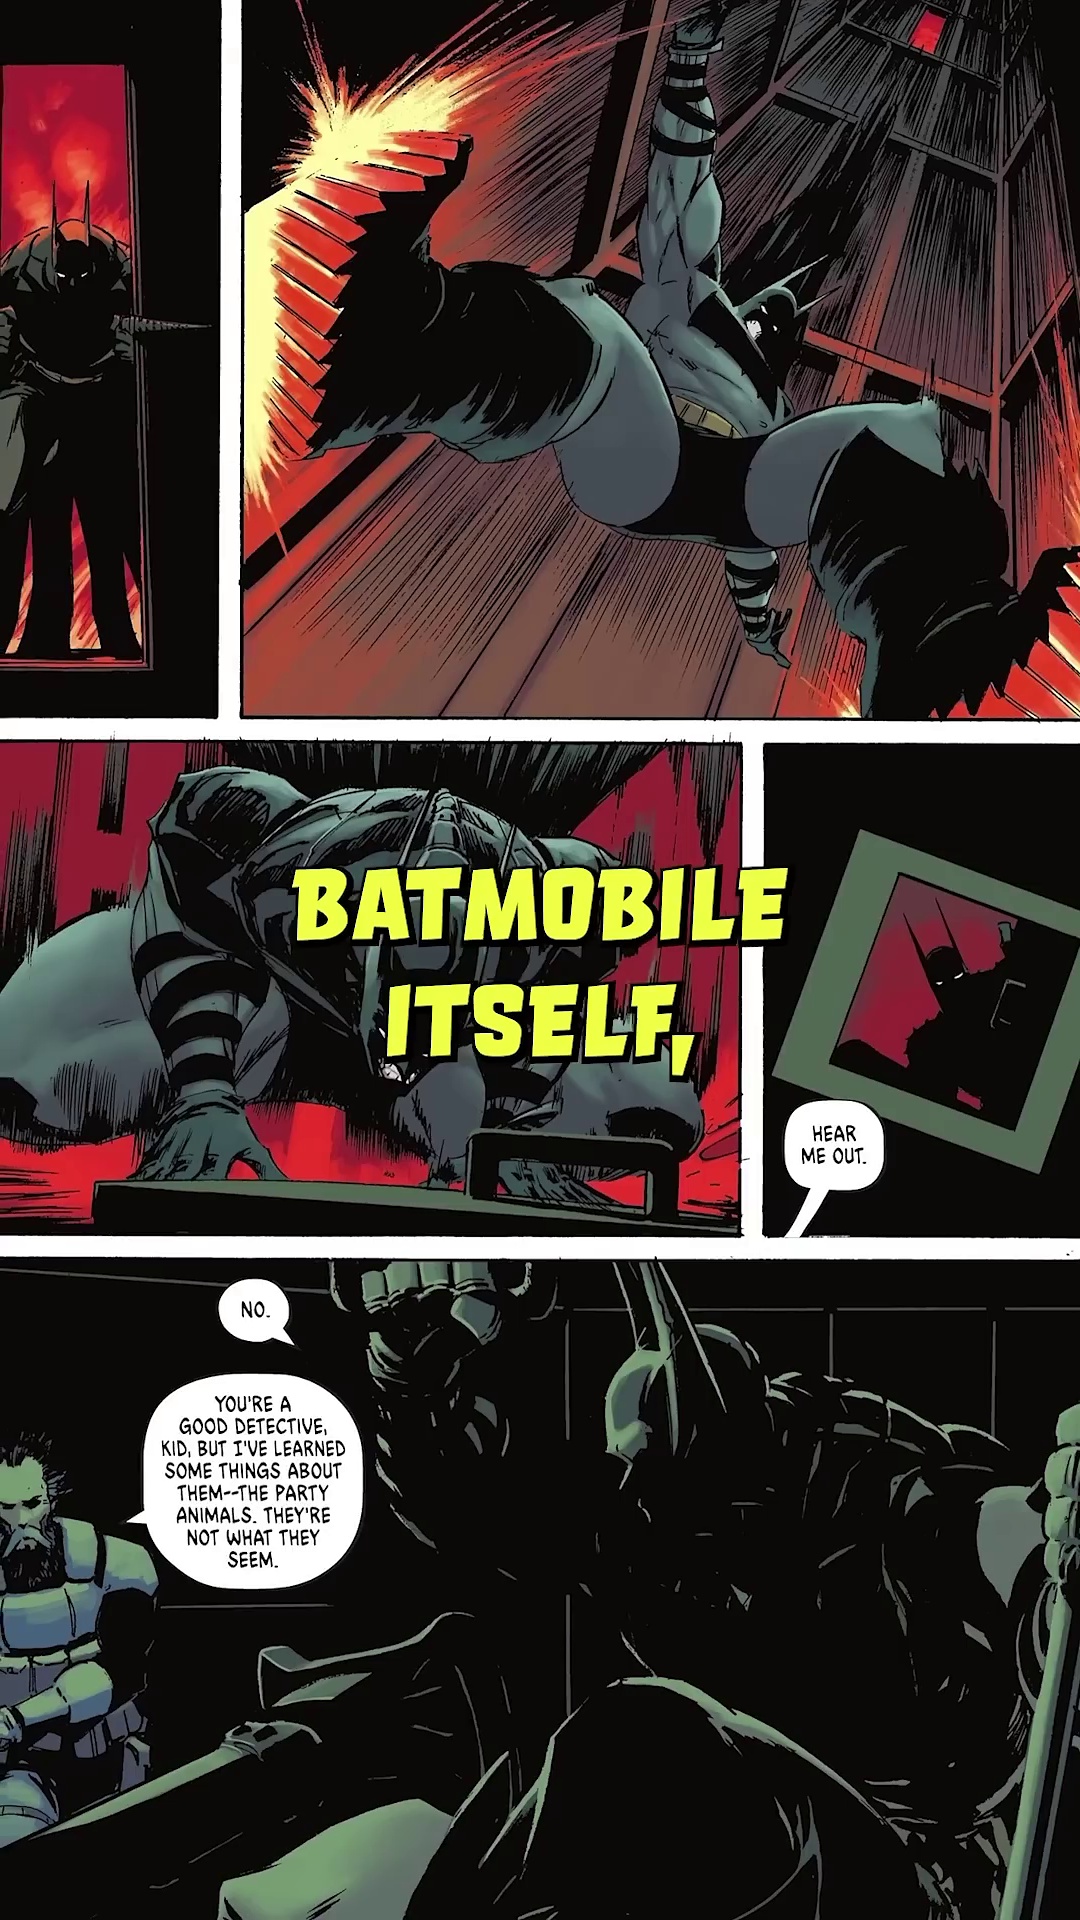 BATMOBILE
ITSELF,
HEAR
ME OUT.
NO.
YOU'RE A
GOOD DETECTIVE,
KID, BUT I'VE LEARNED
SOME THINGS ABOUT
THEM--THE PARTY
ANIMALS. THEY'RE
NOT WHAT THEY
SEEM.